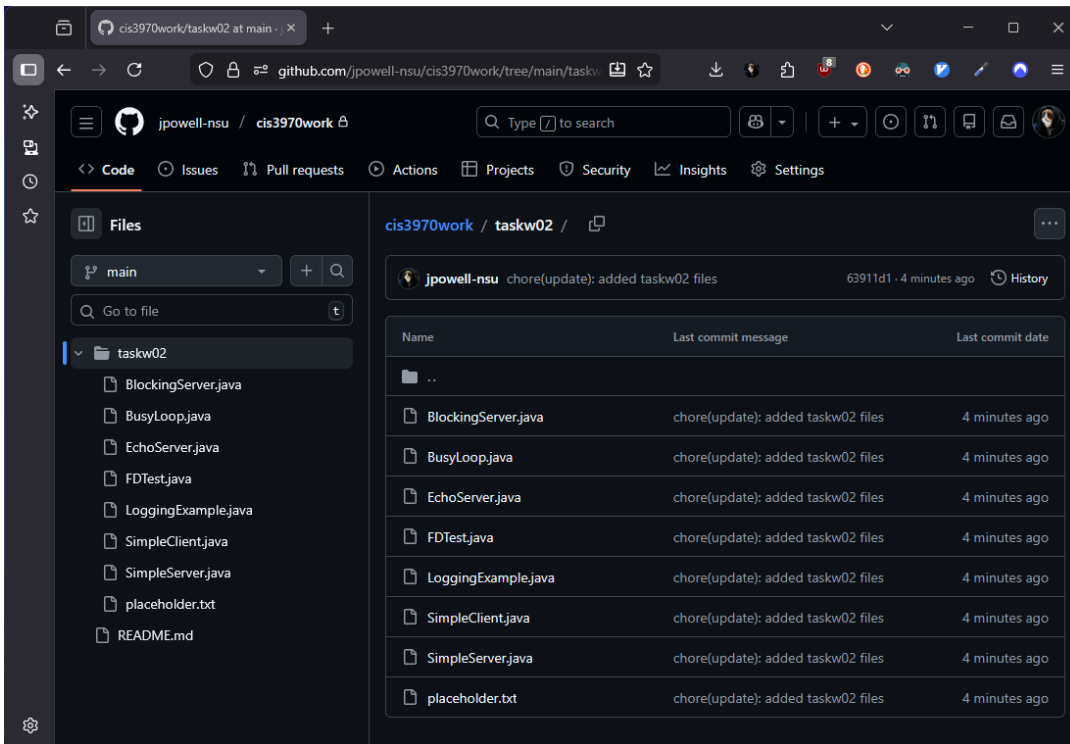 cis3970work/taskw02 at main · j
github.com/jpowell-nsu/cis3970work/tree/main/taskw
8
jpowell-nsu / cis3970work
Type / to search
Code Issues Pull requests Actions Projects Security Insights Settings
Files
main
Go to file t
taskw02
BlockingServer.java
BusyLoop.java
EchoServer.java
FDTest.java
LoggingExample.java
SimpleClient.java
SimpleServer.java
placeholder.txt
README.md
cis3970work / taskw02 /
jpowell-nsu chore(update): added taskw02 files 63911d1 · 4 minutes ago History
Name Last commit message Last commit date
..
BlockingServer.java chore(update): added taskw02 files 4 minutes ago
BusyLoop.java chore(update): added taskw02 files 4 minutes ago
EchoServer.java chore(update): added taskw02 files 4 minutes ago
FDTest.java chore(update): added taskw02 files 4 minutes ago
LoggingExample.java chore(update): added taskw02 files 4 minutes ago
SimpleClient.java chore(update): added taskw02 files 4 minutes ago
SimpleServer.java chore(update): added taskw02 files 4 minutes ago
placeholder.txt chore(update): added taskw02 files 4 minutes ago